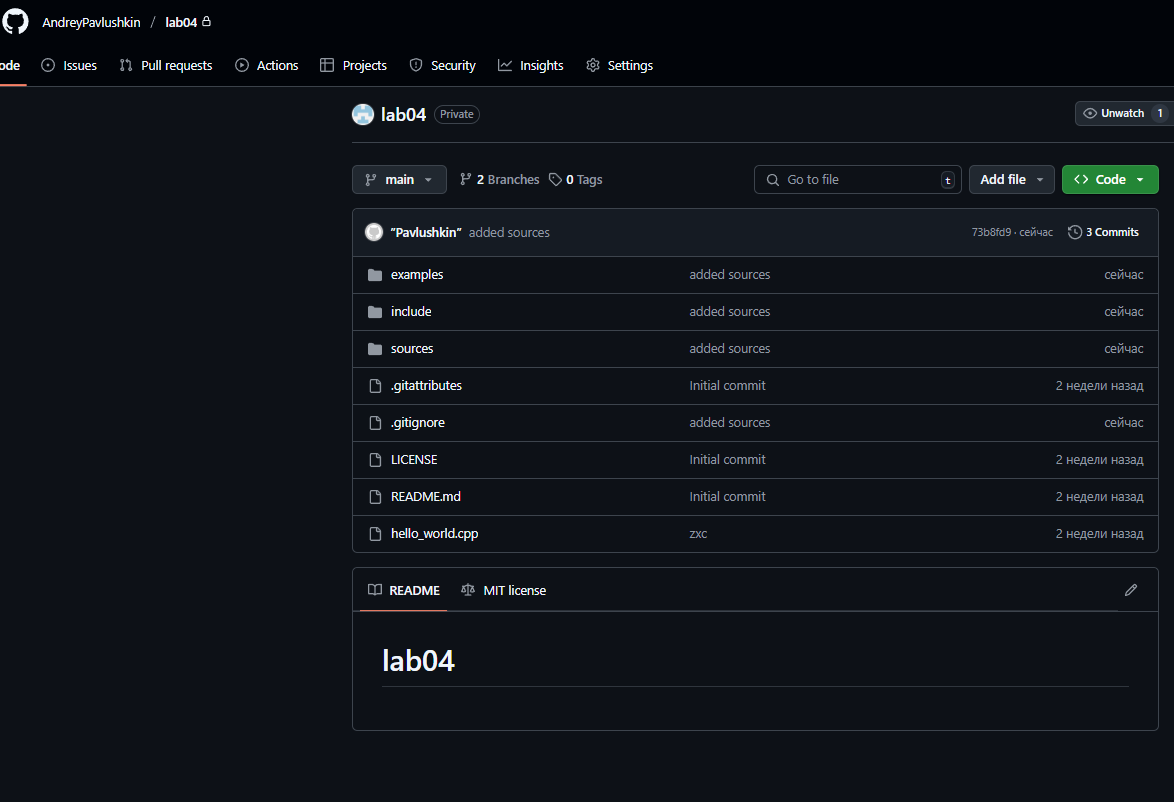 AndreyPavlushkin / lab04
ode Issues Pull requests Actions Projects Security Insights Settings
lab04 Private Unwatch 1
main 2 Branches 0 Tags Go to file t Add file <> Code
"Pavlushkin" added sources 73b8fd9 · сейчас 3 Commits
examples added sources сейчас
include added sources сейчас
sources added sources сейчас
.gitattributes Initial commit 2 недели назад
.gitignore added sources сейчас
LICENSE Initial commit 2 недели назад
README.md Initial commit 2 недели назад
hello_world.cpp zxc 2 недели назад
README MIT license
lab04